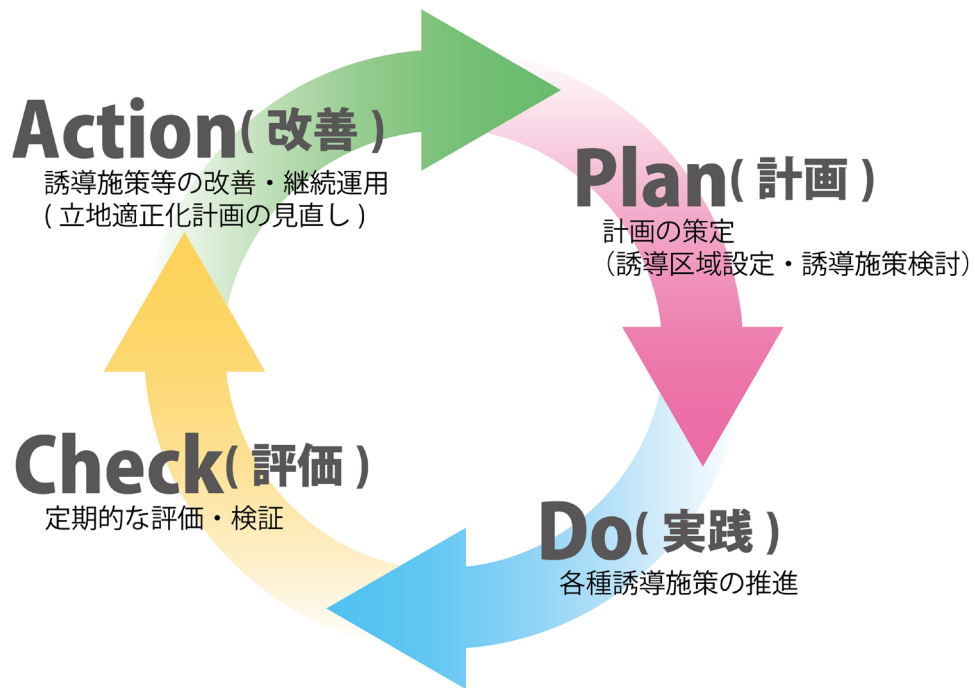 Action( 改善 )
誘導施策等の改善・継続運用
( 立地適正化計画の見直し )
Plan( 計画 )
計画の策定
（誘導区域設定・誘導施策検討）
Do( 実践 )
各種誘導施策の推進
Check( 評価 )
定期的な評価・検証